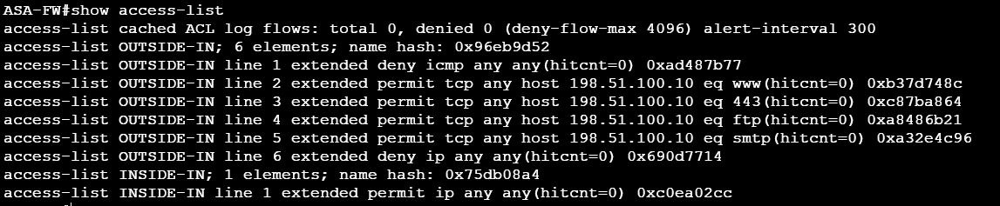 ASA-FW#show access-list
access-list cached ACL log flows: total 0, denied 0 (deny-flow-max 4096) alert-interval 300
access-list OUTSIDE-IN; 6 elements; name hash: 0x96eb9d52
access-list OUTSIDE-IN line 1 extended deny icmp any any(hitcnt=0) 0xad487b77
access-list OUTSIDE-IN line 2 extended permit tcp any host 198.51.100.10 eq www(hitcnt=0) 0xb37d748c
access-list OUTSIDE-IN line 3 extended permit tcp any host 198.51.100.10 eq 443(hitcnt=0) 0xc87ba864
access-list OUTSIDE-IN line 4 extended permit tcp any host 198.51.100.10 eq ftp(hitcnt=0) 0xa8486b21
access-list OUTSIDE-IN line 5 extended permit tcp any host 198.51.100.10 eq smtp(hitcnt=0) 0xa32e4c96
access-list OUTSIDE-IN line 6 extended deny ip any any(hitcnt=0) 0x690d7714
access-list INSIDE-IN; 1 elements; name hash: 0x75db08a4
access-list INSIDE-IN line 1 extended permit ip any any(hitcnt=0) 0xc0ea02cc